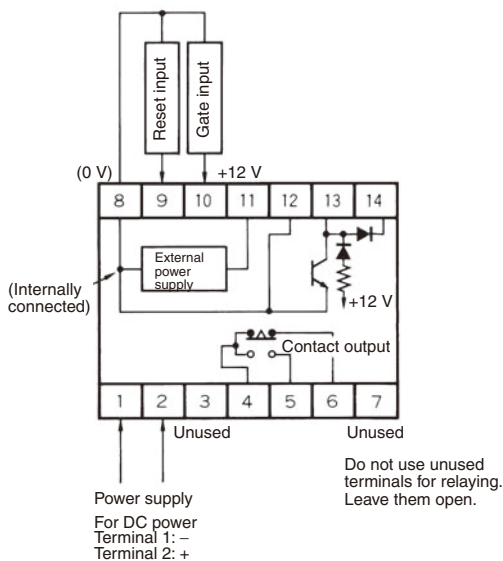 Reset input
Gate input
(0 V)
+12 V
8 9 10 11 12 13 14
External
power
supply
(Internally
connected)
+12 V
Contact output
1 2 3 4 5 6 7
Unused
Unused
Power supply
For DC power
Terminal 1: −
Terminal 2: +
Do not use unused
terminals for relaying.
Leave them open.